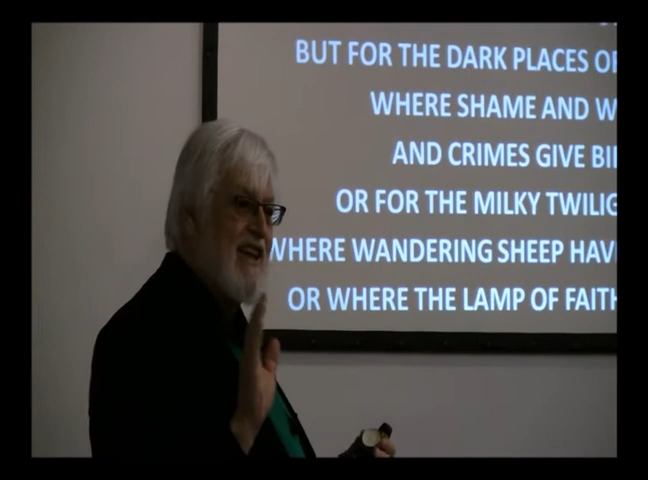 BUT FOR THE DARK PLACES
WHERE SHAME AND
AND CRIMES GIVE
OR FOR THE MILKY
WHERE WANDERING SHEEP
OR WHERE THE LAMP OF FAITH